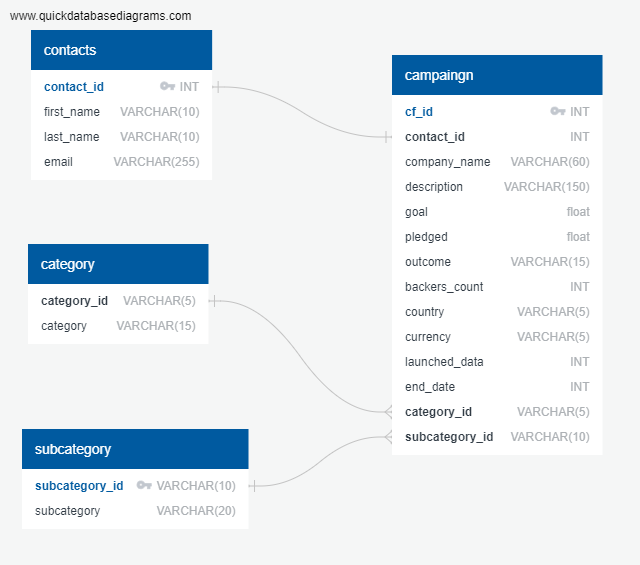 www.quickdatabasediagrams.com
contacts
contact_id INT
first_name VARCHAR(10)
last_name VARCHAR(10)
email VARCHAR(255)
campaingn
cf_id INT
contact_id INT
company_name VARCHAR(60)
description VARCHAR(150)
goal float
pledged float
outcome VARCHAR(15)
backers_count INT
country VARCHAR(5)
currency VARCHAR(5)
launched_data INT
end_date INT
category_id VARCHAR(5)
subcategory_id VARCHAR(10)
category
category_id VARCHAR(5)
category VARCHAR(15)
subcategory
subcategory_id VARCHAR(10)
subcategory VARCHAR(20)